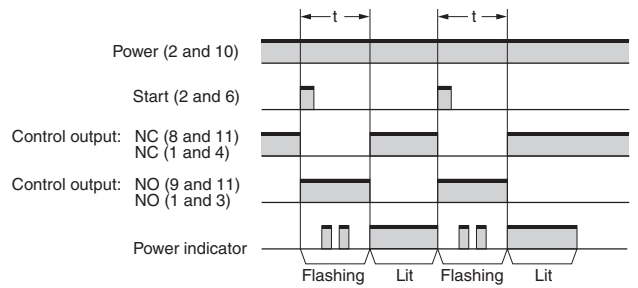 t t
Power (2 and 10)
Start (2 and 6)
Control output: NC (8 and 11)
NC (1 and 4)
Control output: NO (9 and 11)
NO (1 and 3)
Power indicator
Flashing Lit Flashing Lit